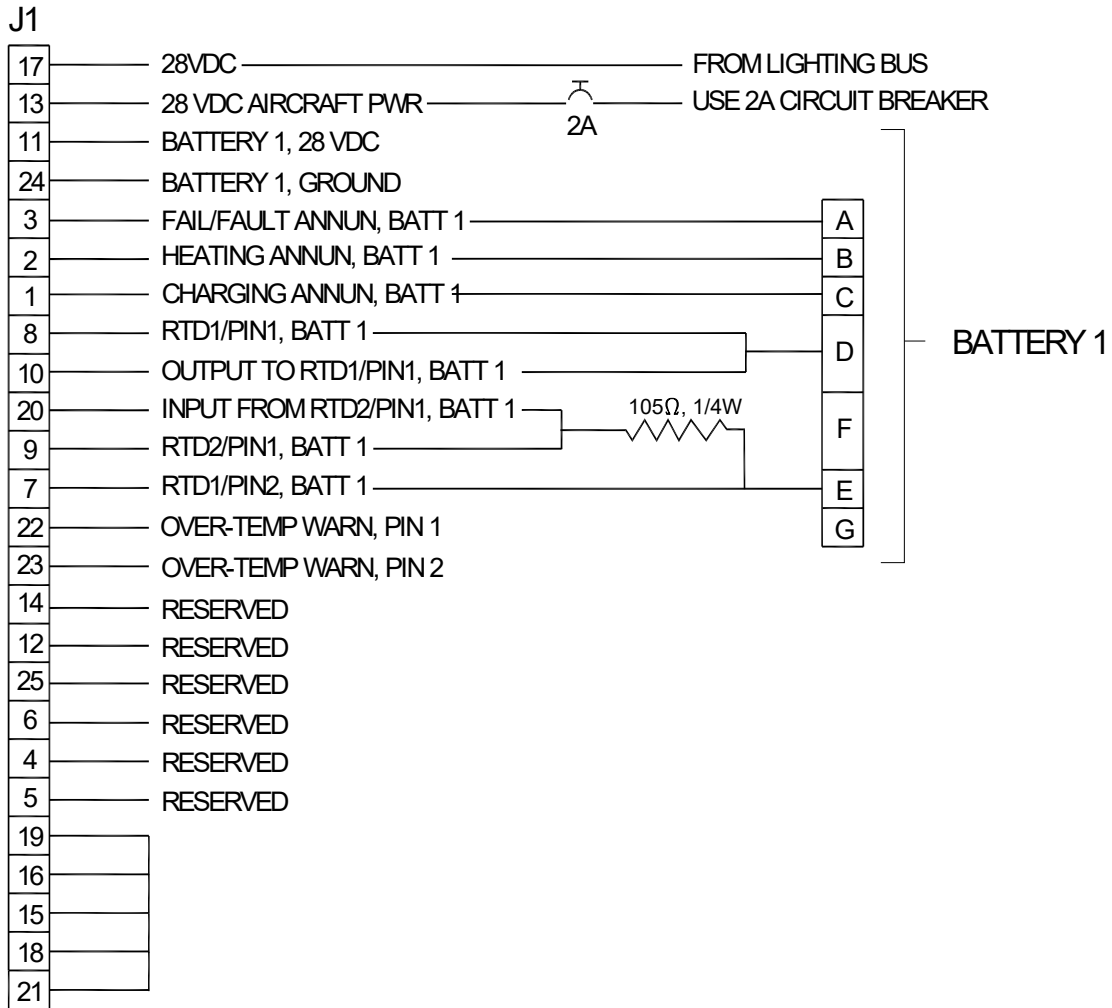 J1
17 28VDC FROM LIGHTING BUS
13 28 VDC AIRCRAFT PWR 2A USE 2A CIRCUIT BREAKER
11 BATTERY 1, 28 VDC
24 BATTERY 1, GROUND
3 FAIL/FAULT ANNUN, BATT 1 A
2 HEATING ANNUN, BATT 1 B
1 CHARGING ANNUN, BATT 1 C
8 RTD1/PIN1, BATT 1
D BATTERY 1
10 OUTPUT TO RTD1/PIN1, BATT 1
20 INPUT FROM RTD2/PIN1, BATT 1 105Ω, 1/4W
F
9 RTD2/PIN1, BATT 1
7 RTD1/PIN2, BATT 1 E
22 OVER-TEMP WARN, PIN 1 G
23 OVER-TEMP WARN, PIN 2
14 RESERVED
12 RESERVED
25 RESERVED
6 RESERVED
4 RESERVED
5 RESERVED
19
16
15
18
21